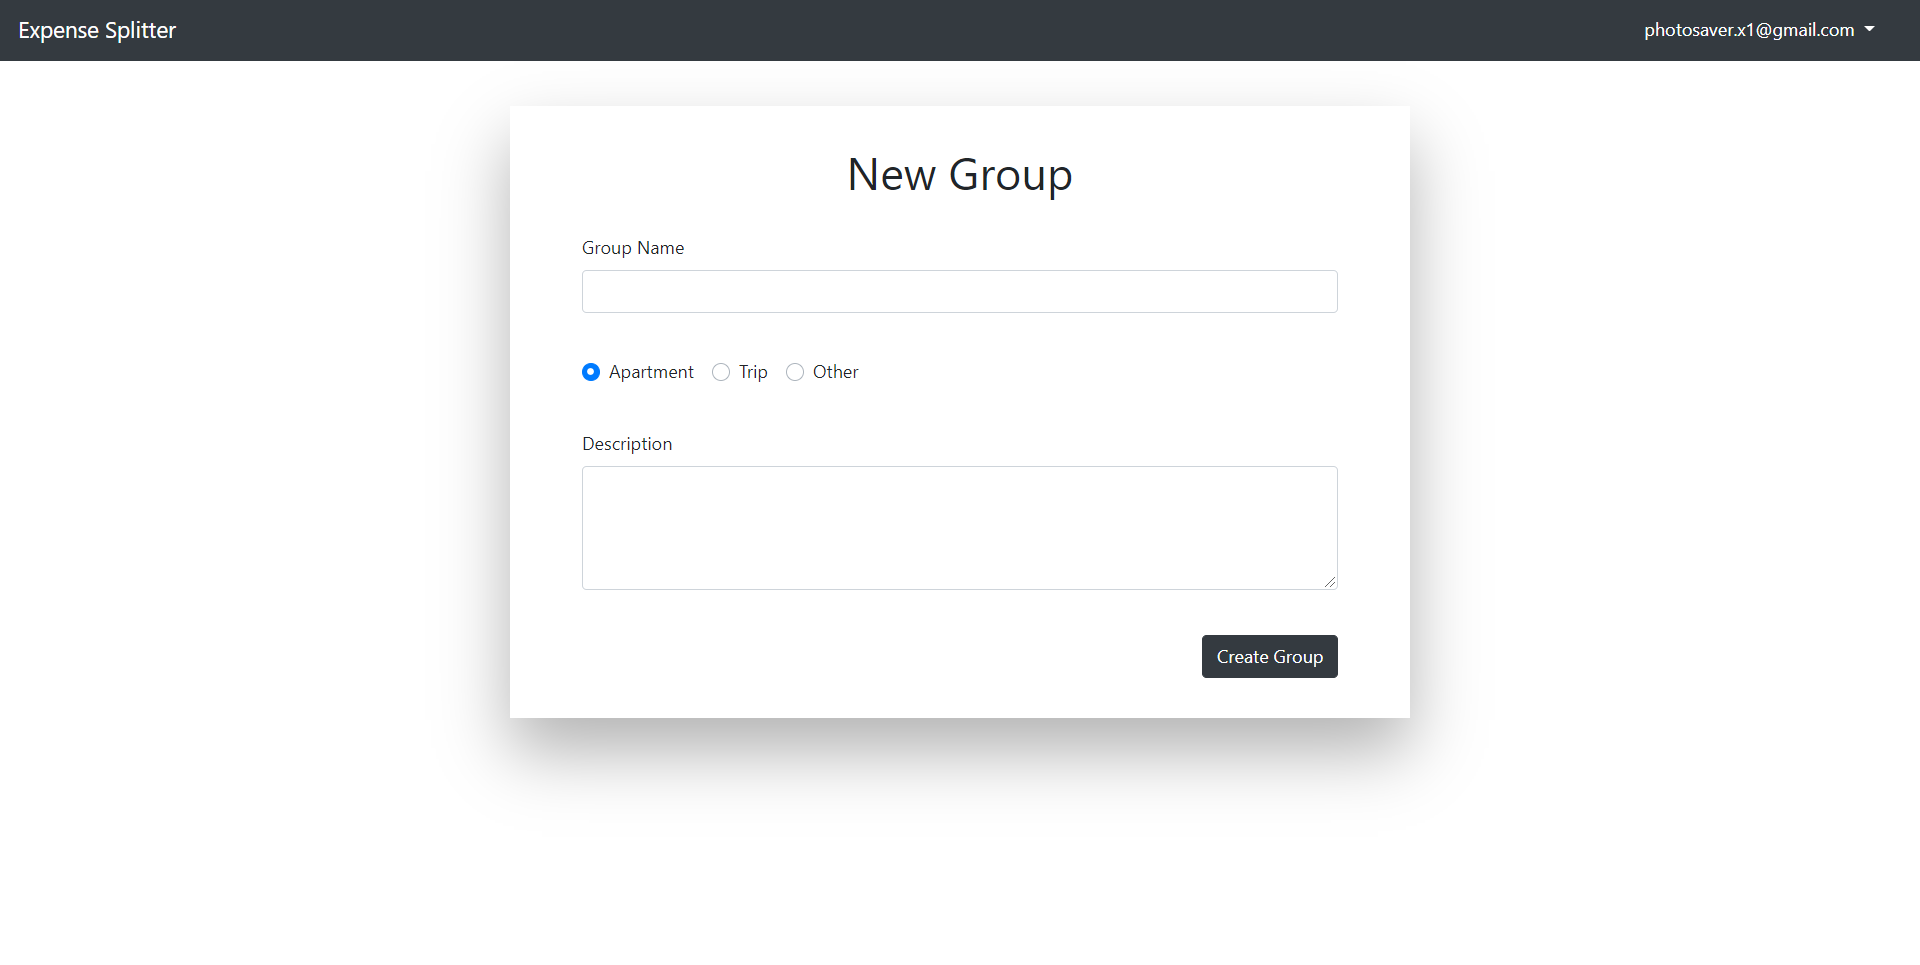 Expense Splitter
photosaver.x1@gmail.com
New Group
Group Name
Apartment Trip Other
Description
Create Group